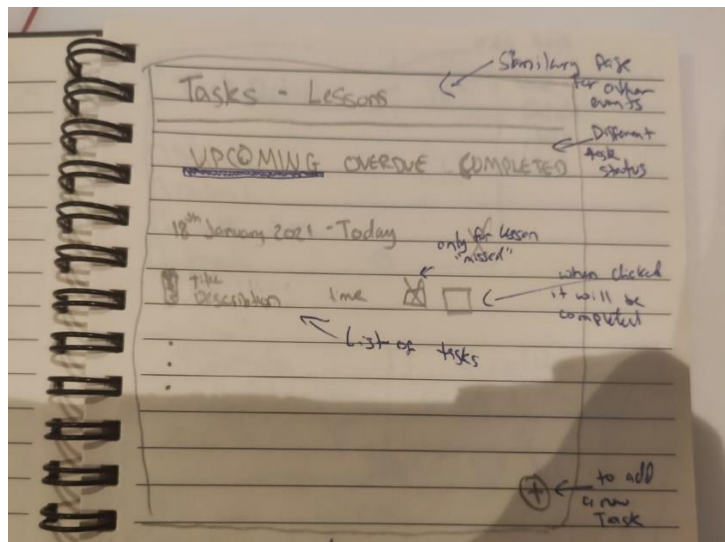 Tasks - Lessons
Similary Page
for other
events
Different
task
status
UPCOMING OVERDUE COMPLETED
18th January 2021 - Today
only for lesson
"missed"
Title
Description time
when clicked
it will be
completed
List of tasks
+
to add
a new
Task